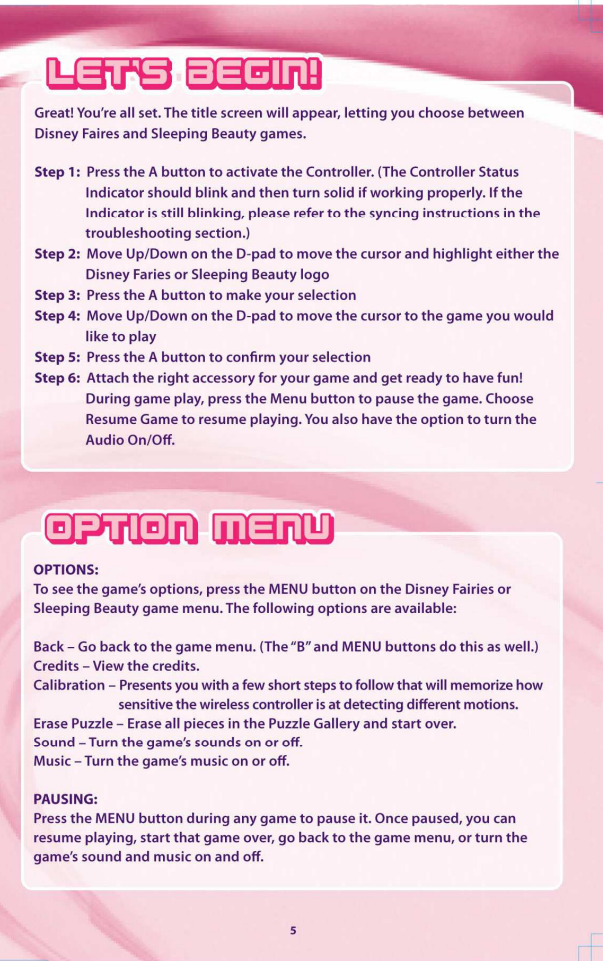 LET'S BEGIN!
Great! You're all set. The title screen will appear, letting you choose between
Disney Faires and Sleeping Beauty games.
Step 1: Press the A button to activate the Controller. (The Controller Status
Indicator should blink and then turn solid if working properly. If the
Indicator is still blinking, please refer to the syncing instructions in the
troubleshooting section.)
Step 2: Move Up/Down on the D-pad to move the cursor and highlight either the
Disney Faries or Sleeping Beauty logo
Step 3: Press the A button to make your selection
Step 4: Move Up/Down on the D-pad to move the cursor to the game you would
like to play
Step 5: Press the A button to confirm your selection
Step 6: Attach the right accessory for your game and get ready to have fun!
During game play, press the Menu button to pause the game. Choose
Resume Game to resume playing. You also have the option to turn the
Audio On/Off.
OPTION MENU
OPTIONS:
To see the game's options, press the MENU button on the Disney Fairies or
Sleeping Beauty game menu. The following options are available:
Back – Go back to the game menu. (The "B" and MENU buttons do this as well.)
Credits – View the credits.
Calibration – Presents you with a few short steps to follow that will memorize how
sensitive the wireless controller is at detecting different motions.
Erase Puzzle – Erase all pieces in the Puzzle Gallery and start over.
Sound – Turn the game's sounds on or off.
Music – Turn the game's music on or off.
PAUSING:
Press the MENU button during any game to pause it. Once paused, you can
resume playing, start that game over, go back to the game menu, or turn the
game's sound and music on and off.
5